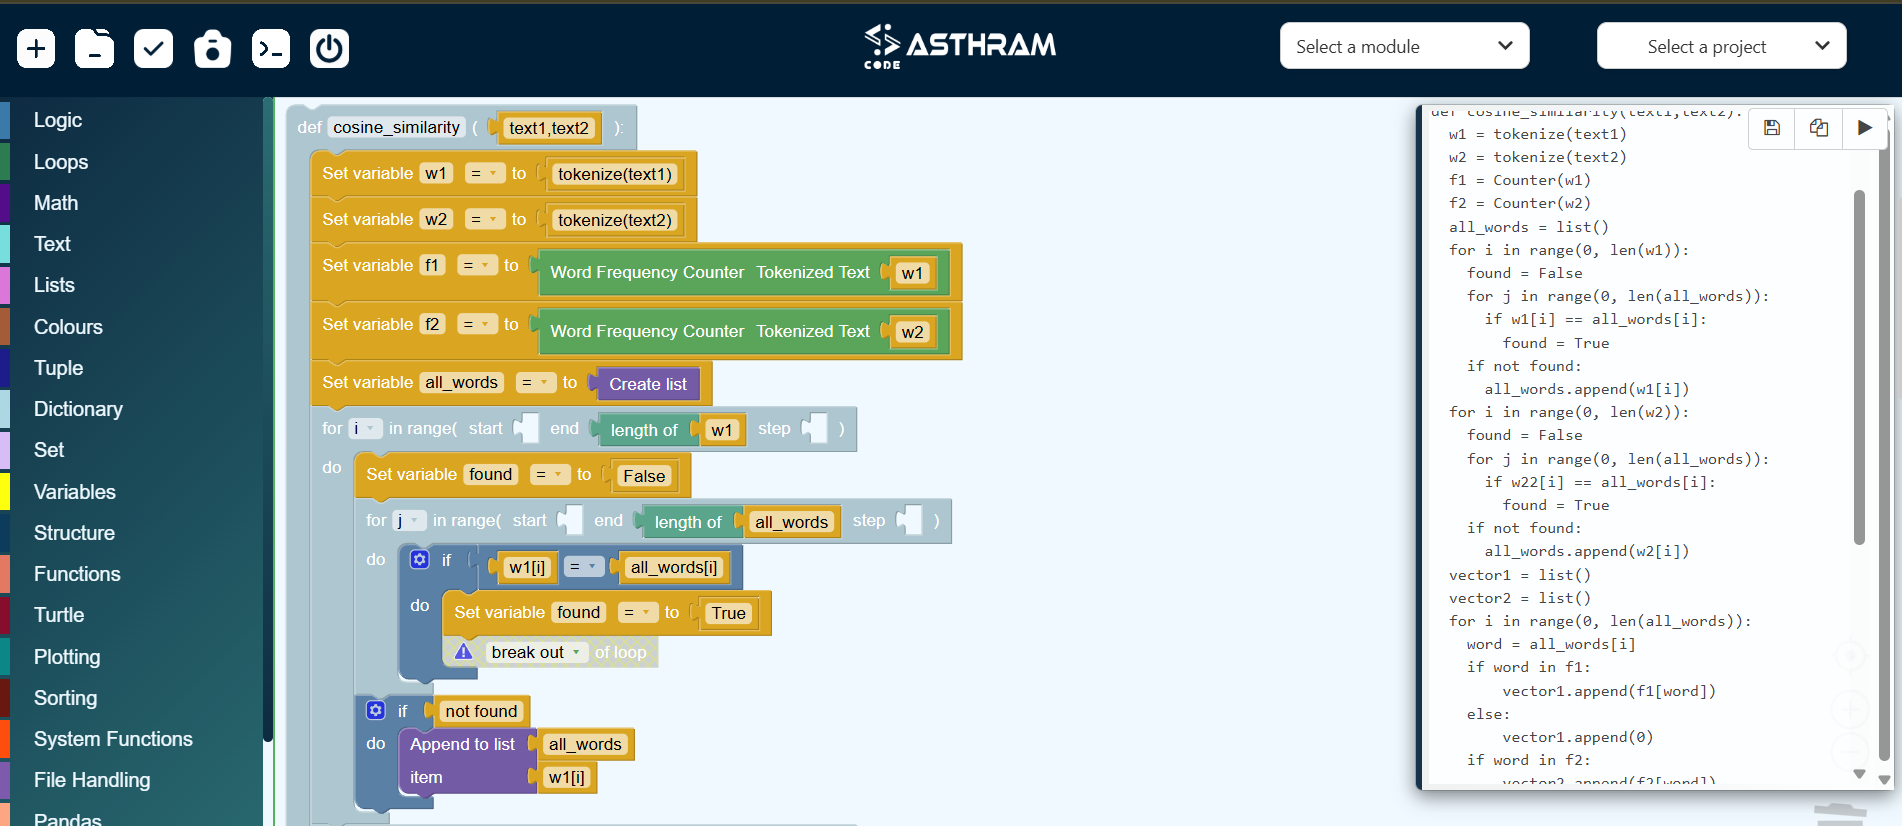 CODE ASTHRAM
Select a module
Select a project
Logic
Loops
Math
Text
Lists
Colours
Tuple
Dictionary
Set
Variables
Structure
Functions
Turtle
Plotting
Sorting
System Functions
File Handling
Pandas
def cosine_similarity ( text1,text2 ):
Set variable w1 = to tokenize(text1)
Set variable w2 = to tokenize(text2)
Set variable f1 = to Word Frequency Counter Tokenized Text w1
Set variable f2 = to Word Frequency Counter Tokenized Text w2
Set variable all_words = to Create list
for i in range( start end length of w1 step )
do Set variable found = to False
for j in range( start end length of all_words step )
do if w1[i] = all_words[i]
do Set variable found = to True
break out of loop
if not found
do Append to list all_words
item w1[i]
def cosine_similarity(text1,text2):
w1 = tokenize(text1)
w2 = tokenize(text2)
f1 = Counter(w1)
f2 = Counter(w2)
all_words = list()
for i in range(0, len(w1)):
found = False
for j in range(0, len(all_words)):
if w1[i] == all_words[i]:
found = True
if not found:
all_words.append(w1[i])
for i in range(0, len(w2)):
found = False
for j in range(0, len(all_words)):
if w22[i] == all_words[i]:
found = True
if not found:
all_words.append(w2[i])
vector1 = list()
vector2 = list()
for i in range(0, len(all_words)):
word = all_words[i]
if word in f1:
vector1.append(f1[word])
else:
vector1.append(0)
if word in f2:
vector2.append(f2[word])